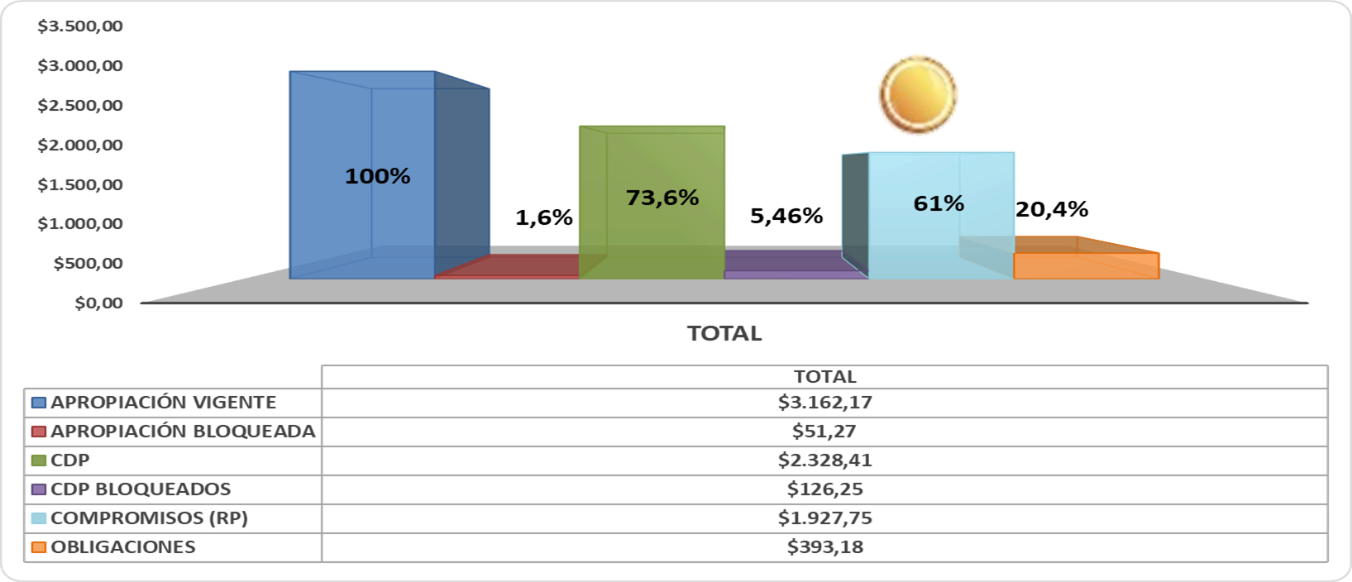 $3.500,00
$3.000,00
$2.500,00
$2.000,00
$1.500,00
$1.000,00
$500,00
$0,00
100%
1,6%
73,6%
5,46%
61%
20,4%
TOTAL
TOTAL
APROPIACIÓN VIGENTE $3.162,17
APROPIACIÓN BLOQUEADA $51,27
CDP $2.328,41
CDP BLOQUEADOS $126,25
COMPROMISOS (RP) $1.927,75
OBLIGACIONES $393,18